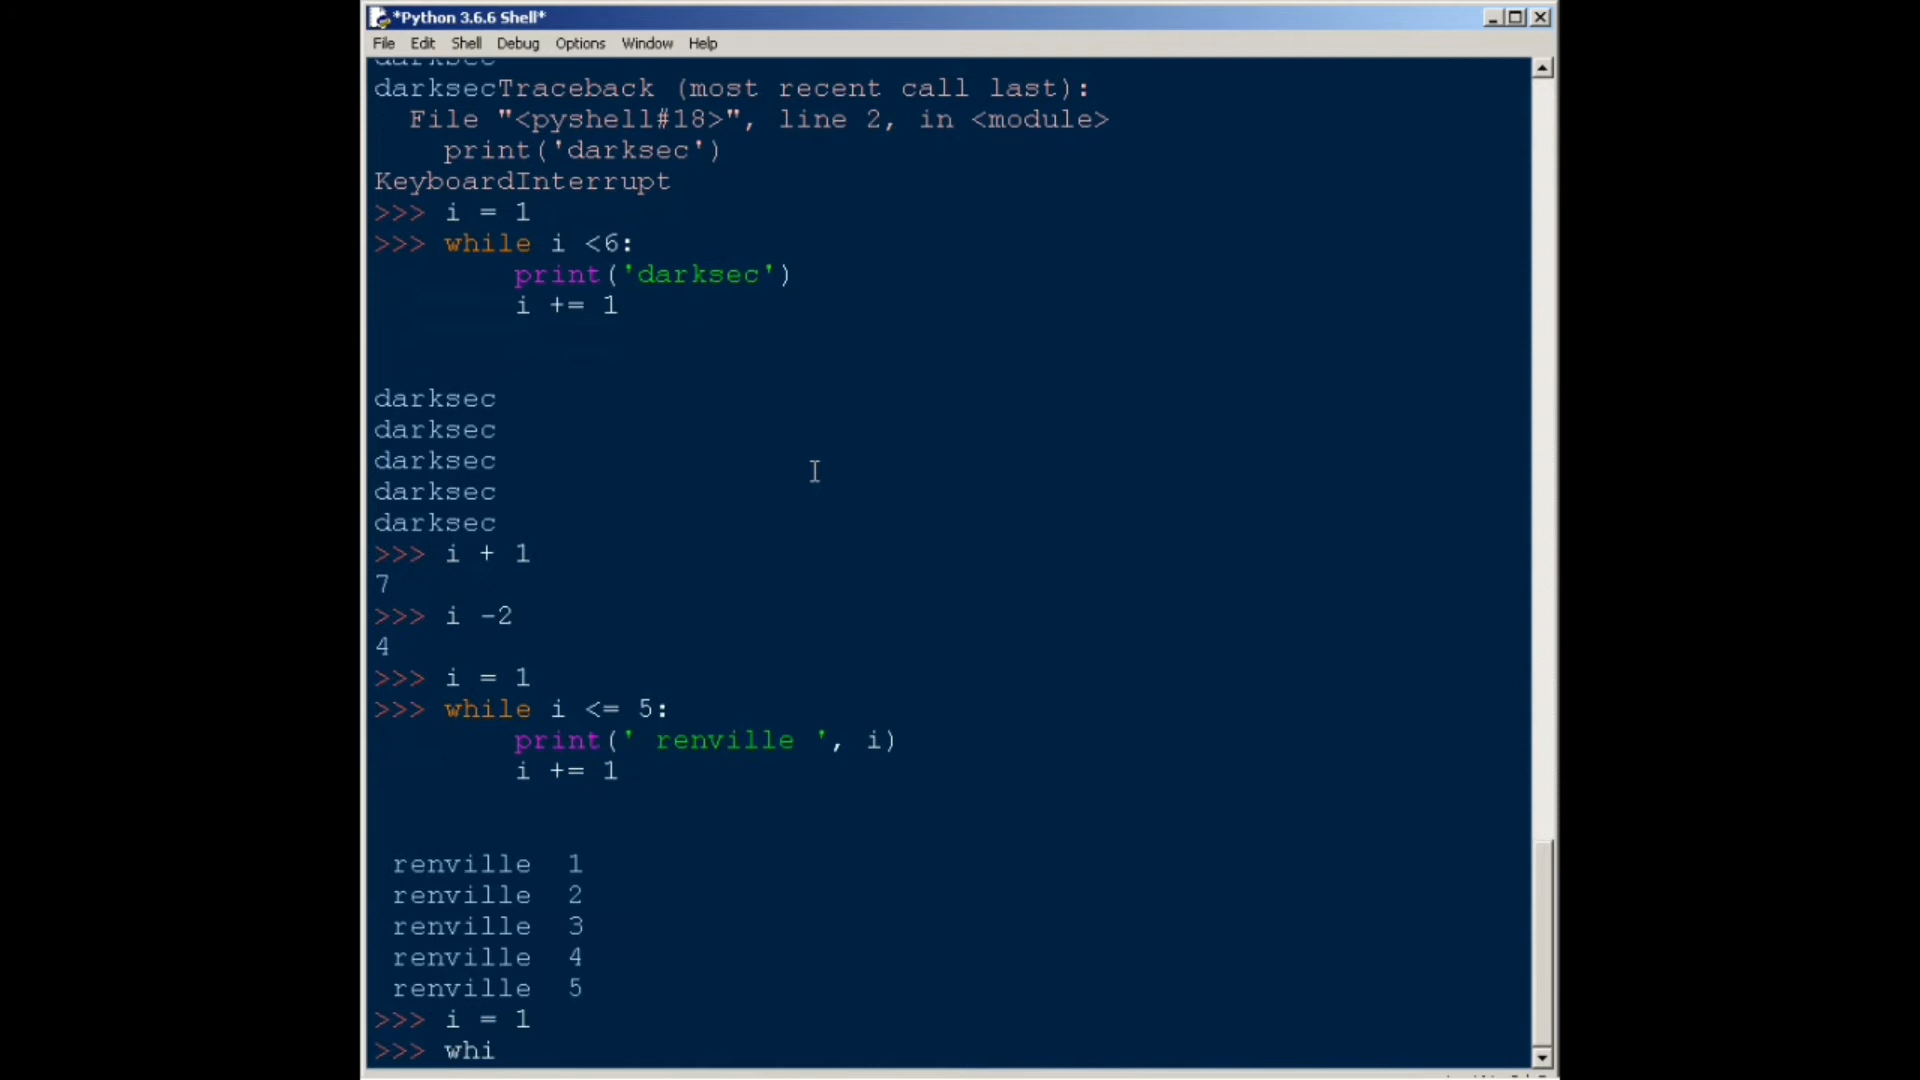 *Python 3.6.6 Shell*
File Edit Shell Debug Options Window Help
darksec
darksecTraceback (most recent call last):
  File "<pyshell#18>", line 2, in <module>
    print('darksec')
KeyboardInterrupt
>>> i = 1
>>> while i <6:
        print('darksec')
        i += 1
darksec
darksec
darksec
darksec
darksec
>>> i + 1
7
>>> i -2
4
>>> i = 1
>>> while i <= 5:
        print(' renville ', i)
        i += 1
 renville  1
 renville  2
 renville  3
 renville  4
 renville  5
>>> i = 1
>>> whi